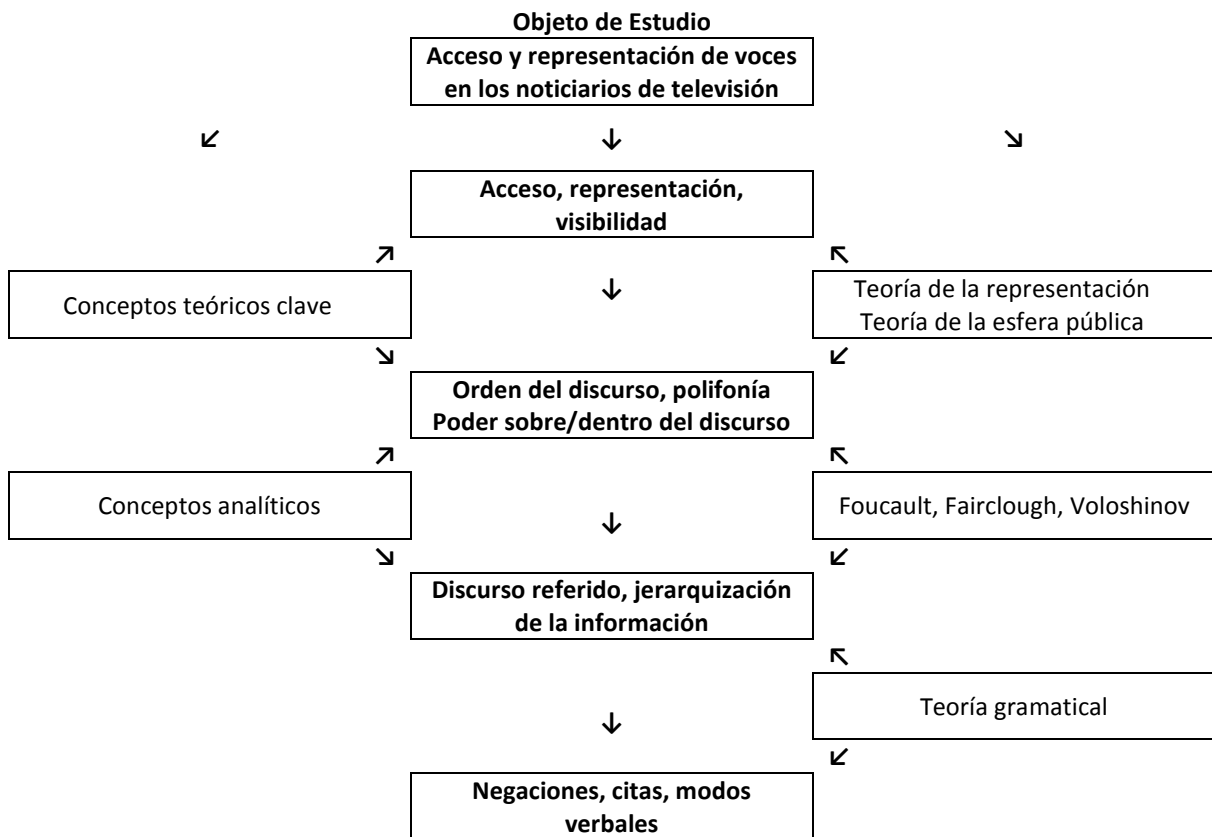 Objeto de Estudio
Acceso y representación de voces
en los noticiarios de televisión
↙ ↓ ↘
Acceso, representación,
visibilidad
↗ ↖
↓
Conceptos teóricos clave
Teoría de la representación
Teoría de la esfera pública
↘ ↙
Orden del discurso, polifonía
Poder sobre/dentro del discurso
↗ ↖
Conceptos analíticos
↓
Foucault, Fairclough, Voloshinov
↘ ↙
Discurso referido, jerarquización
de la información
↖
Teoría gramatical
↓
↙
Negaciones, citas, modos
verbales